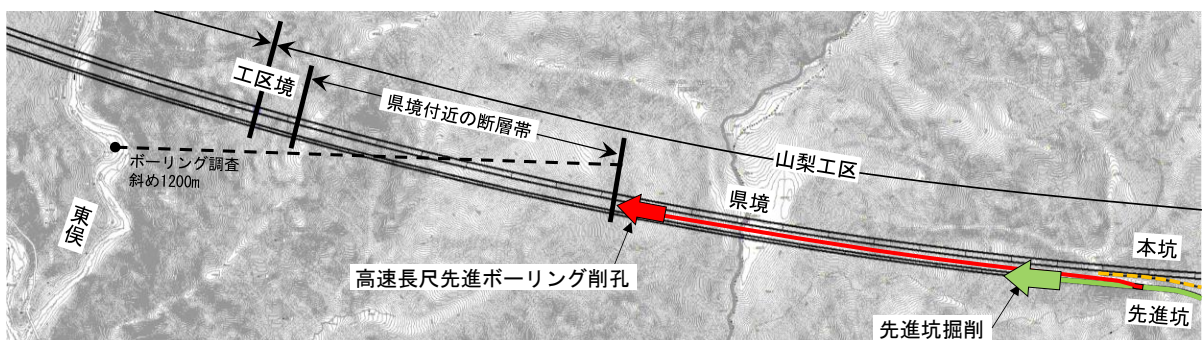 工区境
県境付近の断層帯
山梨工区
ボーリング調査
斜め1200m
県境
東俣
本坑
高速長尺先進ボーリング削孔
先進坑
先進坑掘削